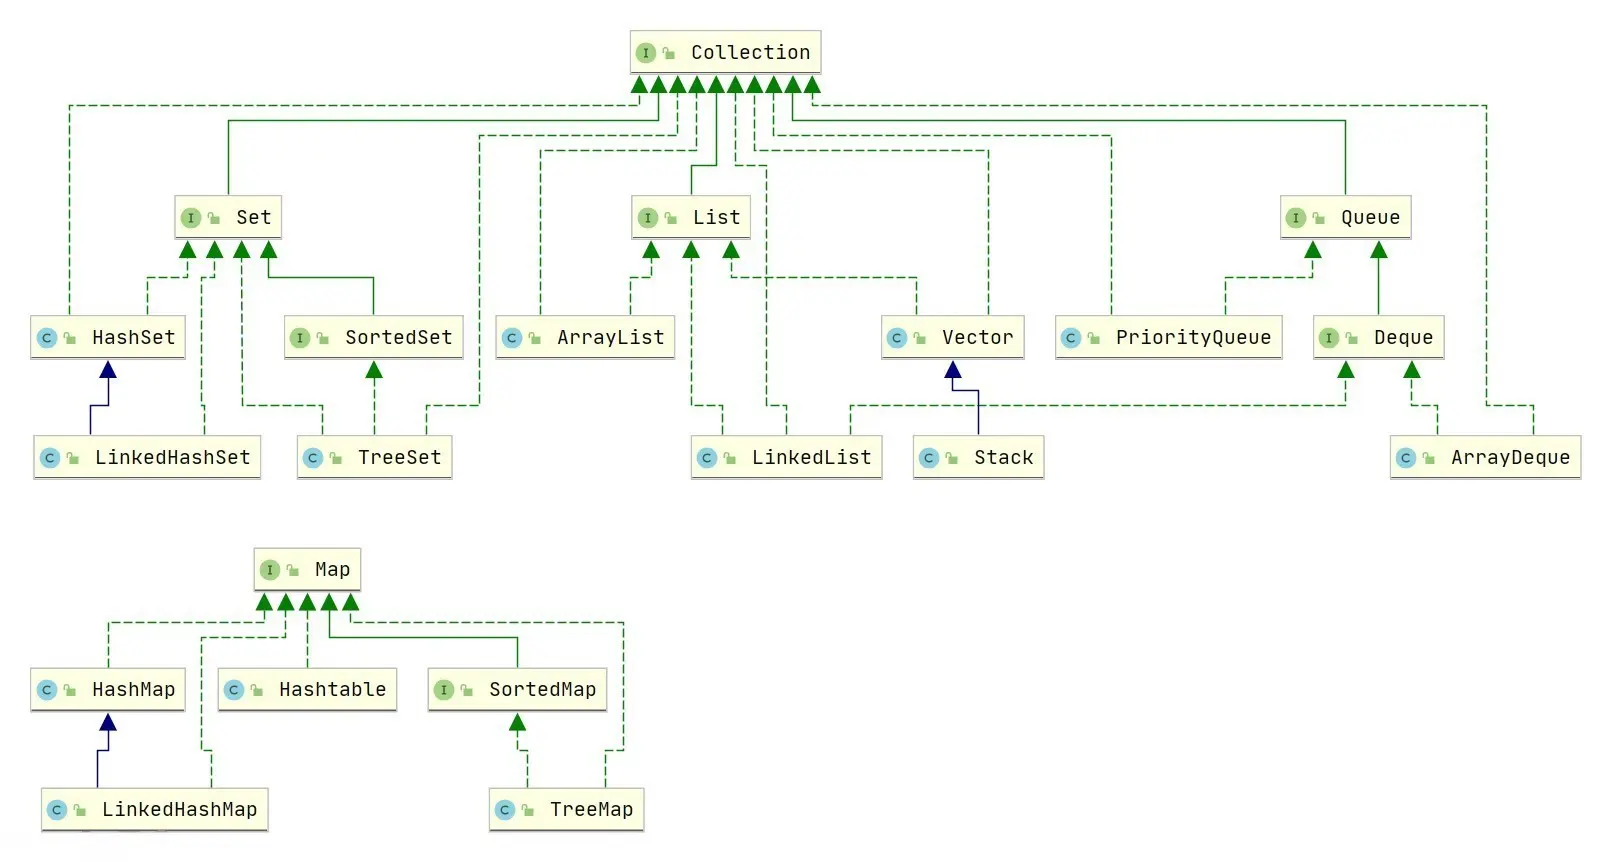 I Collection
I Set
I List
I Queue
C HashSet
I SortedSet
C ArrayList
C Vector
C PriorityQueue
I Deque
C LinkedHashSet
C TreeSet
C LinkedList
C Stack
C ArrayDeque
I Map
C HashMap
C Hashtable
I SortedMap
C LinkedHashMap
C TreeMap